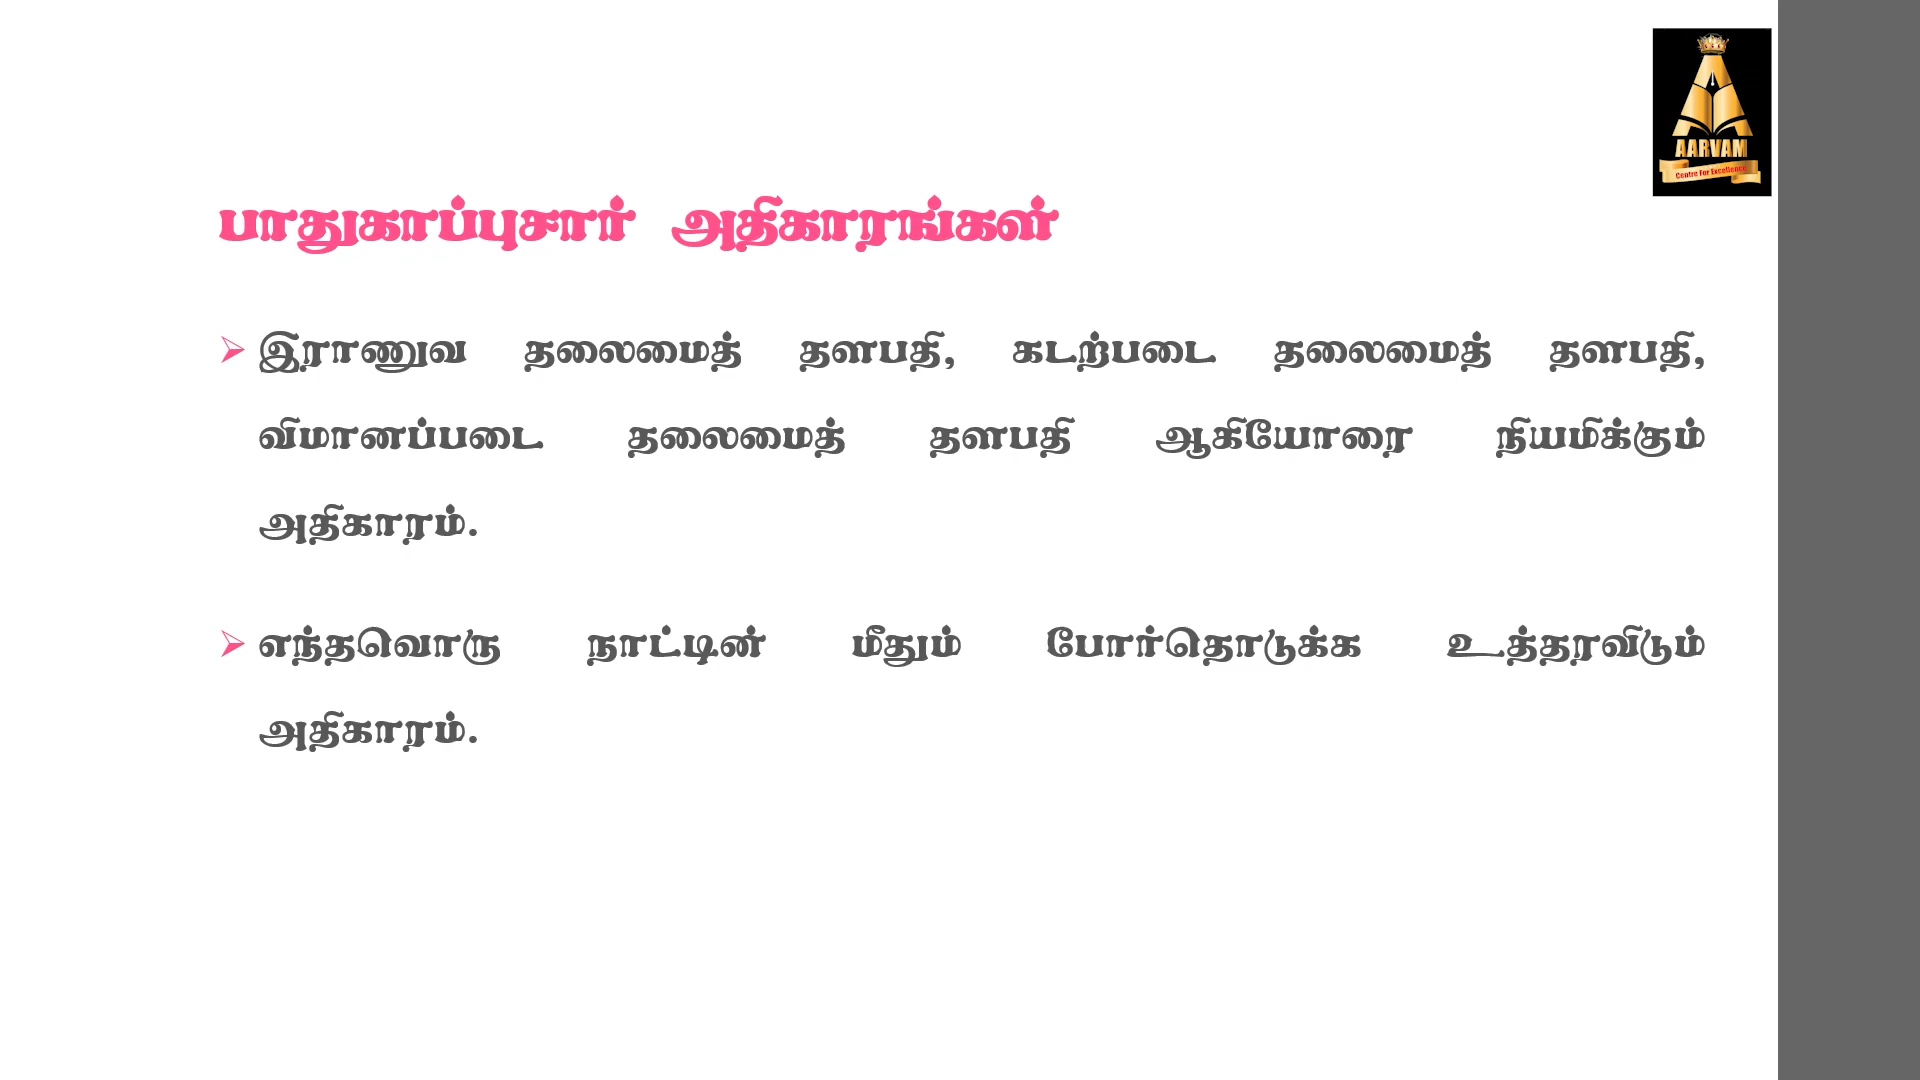 AARVAM
Centre For Excellence
பாதுகாப்புசார் அதிகாரங்கள்
இராணுவ தலைமைத் தளபதி, கடற்படை தலைமைத் தளபதி,
விமானப்படை தலைமைத் தளபதி ஆகியோரை நியமிக்கும்
அதிகாரம்.
எந்தவொரு நாட்டின் மீதும் போர்தொடுக்க உத்தரவிடும்
அதிகாரம்.